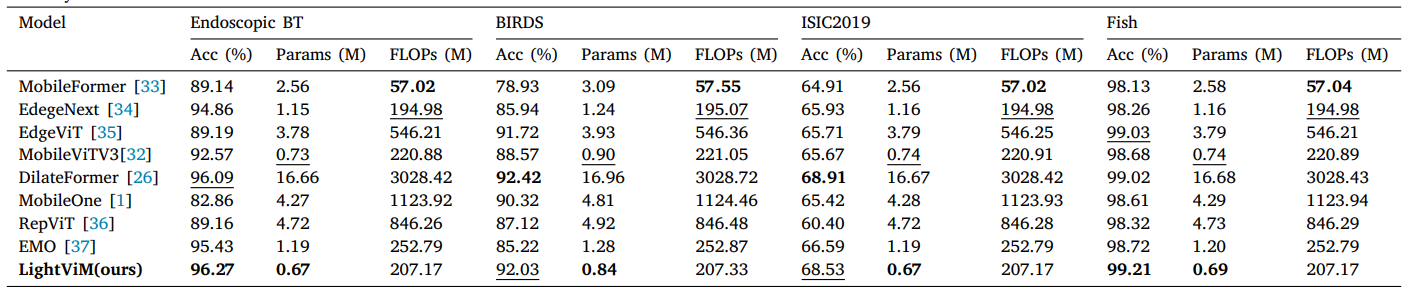 Model Endoscopic BT BIRDS ISIC2019 Fish
Acc (%) Params (M) FLOPs (M) Acc (%) Params (M) FLOPs (M) Acc (%) Params (M) FLOPs (M) Acc (%) Params (M) FLOPs (M)
MobileFormer [33] 89.14 2.56 57.02 78.93 3.09 57.55 64.91 2.56 57.02 98.13 2.58 57.04
EdegeNext [34] 94.86 1.15 194.98 85.94 1.24 195.07 65.93 1.16 194.98 98.26 1.16 194.98
EdgeViT [35] 89.19 3.78 546.21 91.72 3.93 546.36 65.71 3.79 546.25 99.03 3.79 546.21
MobileViTV3[32] 92.57 0.73 220.88 88.57 0.90 221.05 65.67 0.74 220.91 98.68 0.74 220.89
DilateFormer [26] 96.09 16.66 3028.42 92.42 16.96 3028.72 68.91 16.67 3028.42 99.02 16.68 3028.43
MobileOne [1] 82.86 4.27 1123.92 90.32 4.81 1124.46 65.42 4.28 1123.93 98.61 4.29 1123.94
RepViT [36] 89.16 4.72 846.26 87.12 4.92 846.48 60.40 4.72 846.28 98.32 4.73 846.29
EMO [37] 95.43 1.19 252.79 85.22 1.28 252.87 66.59 1.19 252.79 98.72 1.20 252.79
LightViM(ours) 96.27 0.67 207.17 92.03 0.84 207.33 68.53 0.67 207.17 99.21 0.69 207.17